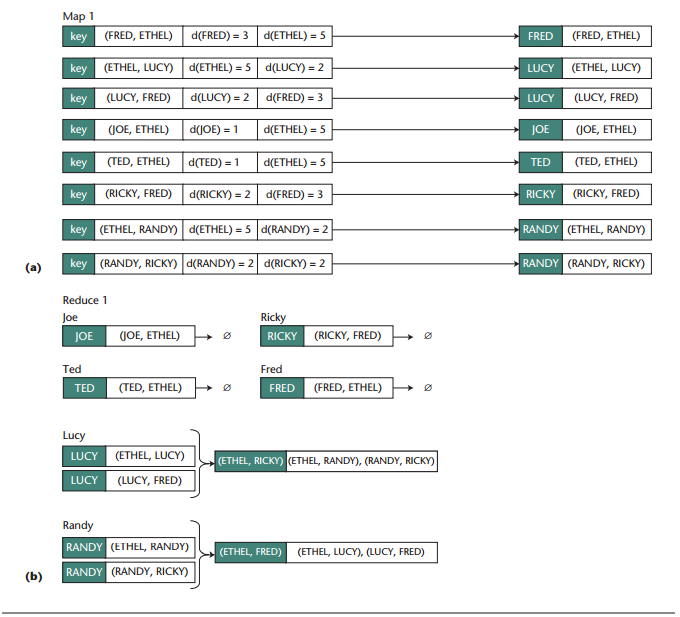 Map 1
key (FRED, ETHEL) d(FRED) = 3 d(ETHEL) = 5 FRED (FRED, ETHEL)
key (ETHEL, LUCY) d(ETHEL) = 5 d(LUCY) = 2 LUCY (ETHEL, LUCY)
key (LUCY, FRED) d(LUCY) = 2 d(FRED) = 3 LUCY (LUCY, FRED)
key (JOE, ETHEL) d(JOE) = 1 d(ETHEL) = 5 JOE (JOE, ETHEL)
key (TED, ETHEL) d(TED) = 1 d(ETHEL) = 5 TED (TED, ETHEL)
key (RICKY, FRED) d(RICKY) = 2 d(FRED) = 3 RICKY (RICKY, FRED)
key (ETHEL, RANDY) d(ETHEL) = 5 d(RANDY) = 2 RANDY (ETHEL, RANDY)
(a) key (RANDY, RICKY) d(RANDY) = 2 d(RICKY) = 2 RANDY (RANDY, RICKY)
Reduce 1
Joe Ricky
JOE (JOE, ETHEL) ∅ RICKY (RICKY, FRED) ∅
Ted Fred
TED (TED, ETHEL) ∅ FRED (FRED, ETHEL) ∅
Lucy
LUCY (ETHEL, LUCY)
(ETHEL, RICKY) (ETHEL, RANDY), (RANDY, RICKY)
LUCY (LUCY, FRED)
Randy
RANDY (ETHEL, RANDY)
(ETHEL, FRED) (ETHEL, LUCY), (LUCY, FRED)
(b) RANDY (RANDY, RICKY)